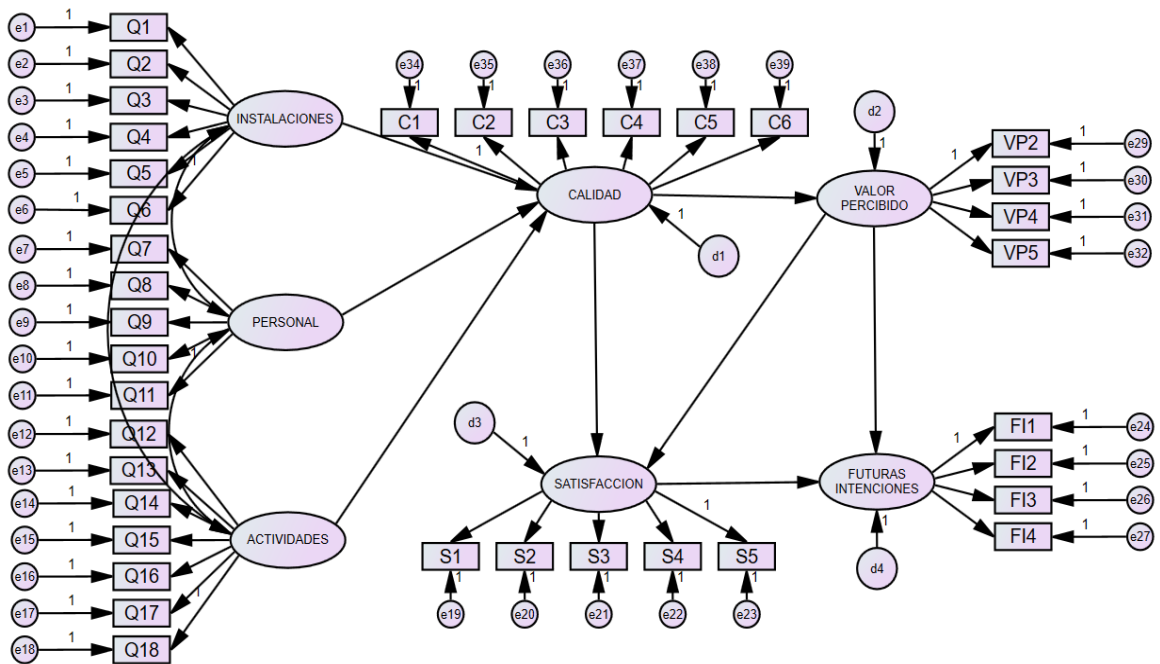 e1 1 Q1
e2 1 Q2
e3 1 Q3
e4 1 Q4
e5 1 Q5
e6 1 Q6
e7 1 Q7
e8 1 Q8
e9 1 Q9
e10 1 Q10
e11 1 Q11
e12 1 Q12
e13 1 Q13
e14 1 Q14
e15 1 Q15
e16 1 Q16
e17 1 Q17
e18 1 Q18
1
1
1
INSTALACIONES
PERSONAL
ACTIVIDADES
e34 e35 e36 e37 e38 e39
1 1 1 1 1 1
C1 C2 C3 C4 C5 C6
1
CALIDAD
1
d1
d2
1
VALOR
PERCIBIDO
1
VP2 1 e29
VP3 1 e30
VP4 1 e31
VP5 1 e32
d3
1
SATISFACCION
1
S1 S2 S3 S4 S5
1 1 1 1 1
e19 e20 e21 e22 e23
FUTURAS
INTENCIONES
1
d4
1
FI1 1 e24
FI2 1 e25
FI3 1 e26
FI4 1 e27